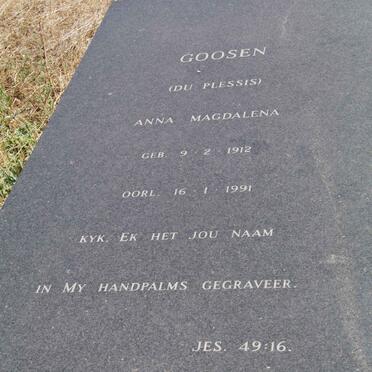 GOOSEN
(DU PLESSIS)
ANNA MAGDALENA
GEB. 9 · 2 · 1912
OORL. 16 · 1 · 1991
KYK, EK HET JOU NAAM
IN MY HANDPALMS GEGRAVEER.
JES. 49:16.